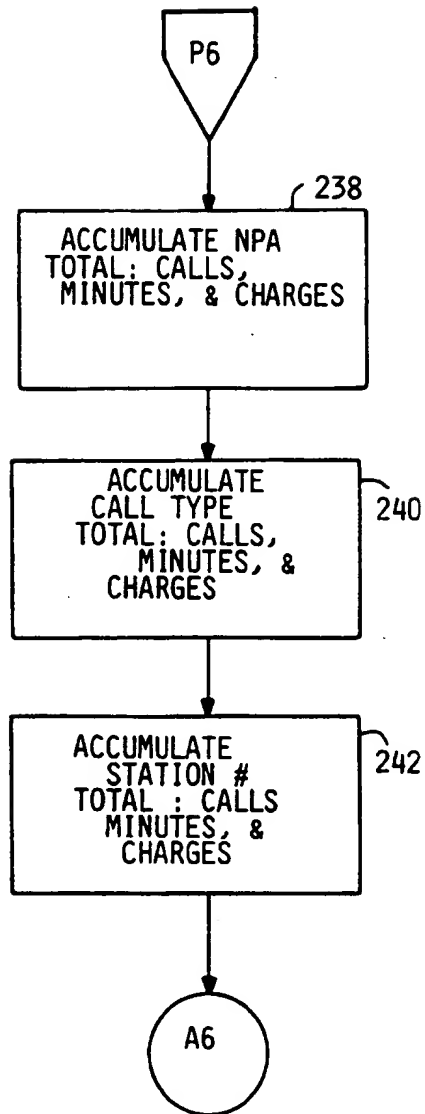 P6
238
ACCUMULATE NPA
TOTAL: CALLS,
MINUTES, & CHARGES
ACCUMULATE
CALL TYPE
TOTAL: CALLS,
MINUTES, &
CHARGES
240
ACCUMULATE
STATION #
TOTAL : CALLS
MINUTES, &
CHARGES
242
A6